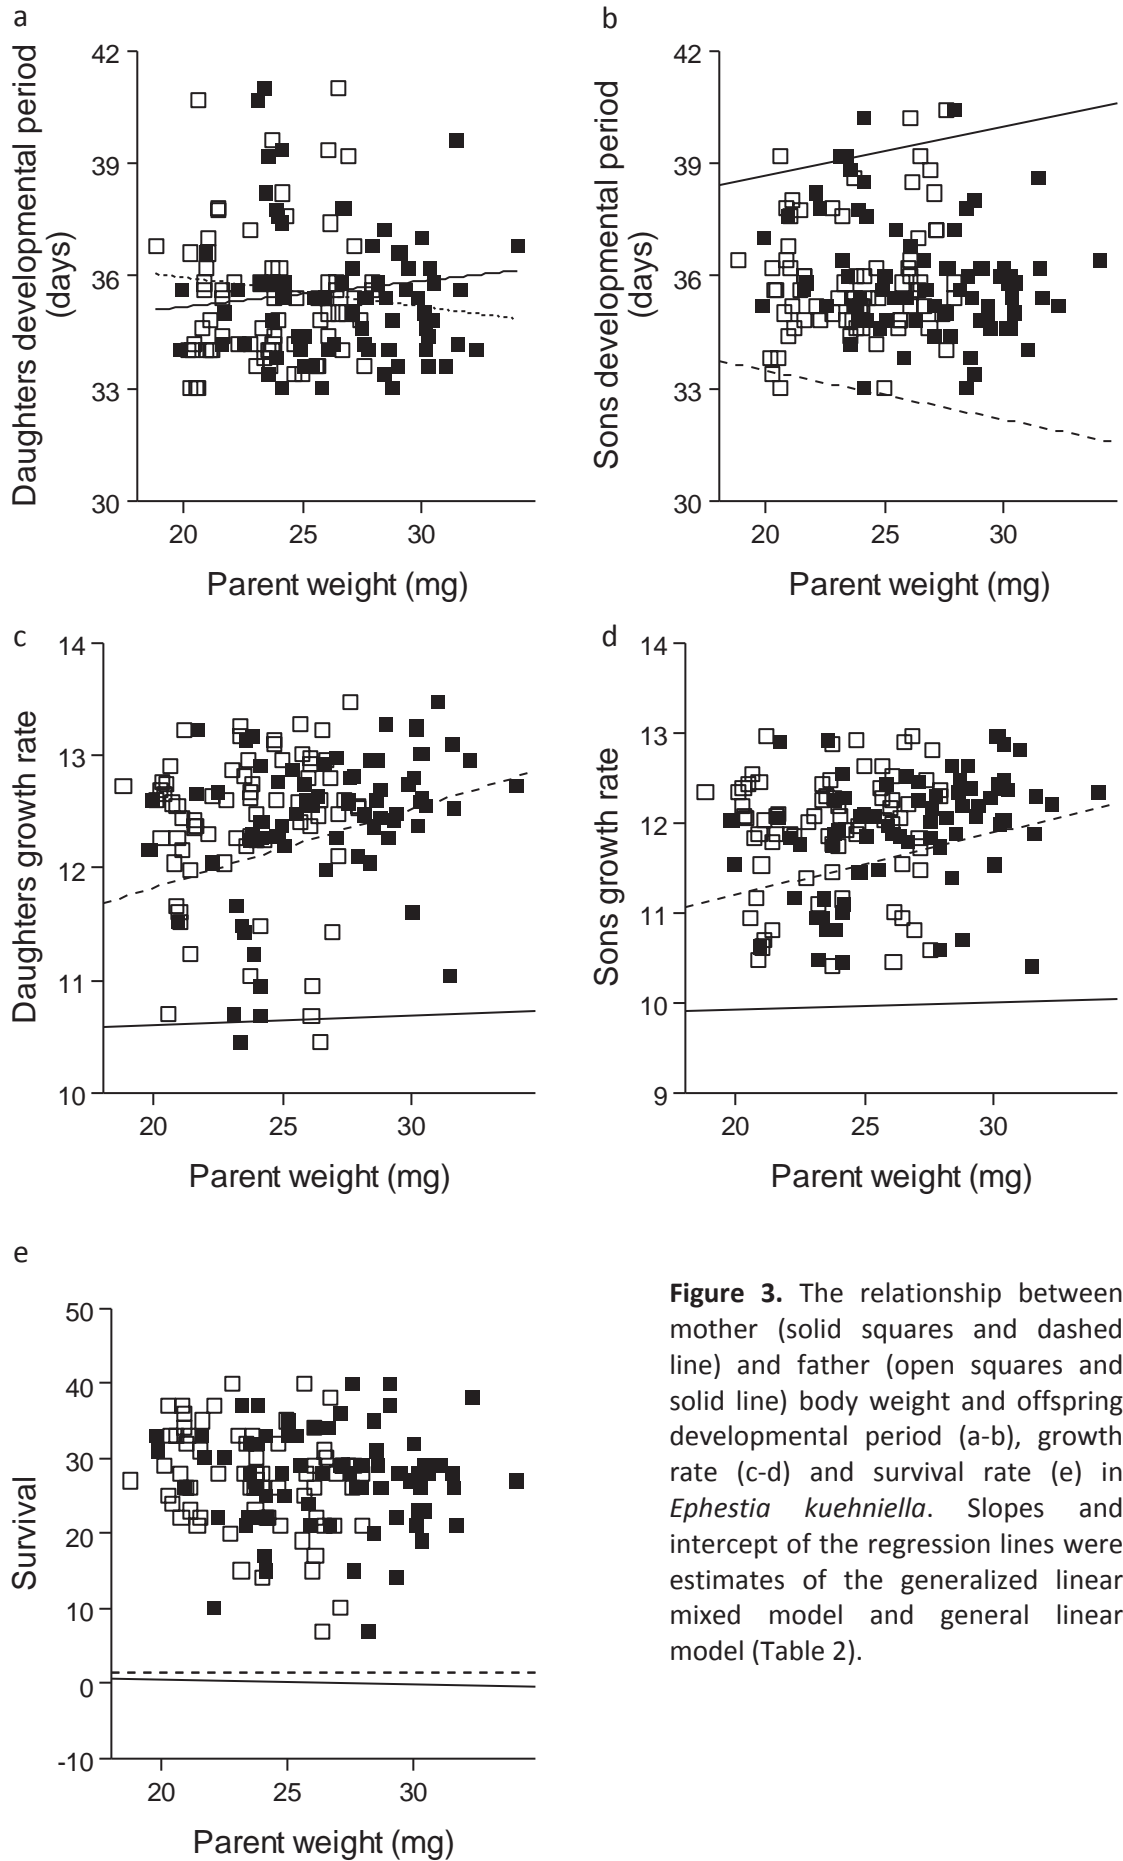 a
Daughters developmental period
(days)
42
39
36
33
30
20
25
30
Parent weight (mg)
b
Sons developmental period
(days)
42
39
36
33
30
20
25
30
Parent weight (mg)
c
Daughters growth rate
14
13
12
11
10
20
25
30
Parent weight (mg)
d
Sons growth rate
14
13
12
11
10
9
20
25
30
Parent weight (mg)
e
Survival
50
40
30
20
10
0
-10
20
25
30
Parent weight (mg)
Figure 3. The relationship between
mother (solid squares and dashed
line) and father (open squares and
solid line) body weight and offspring
developmental period (a-b), growth
rate (c-d) and survival rate (e) in
Ephestia kuehniella. Slopes and
intercept of the regression lines were
estimates of the generalized linear
mixed model and general linear
model (Table 2).